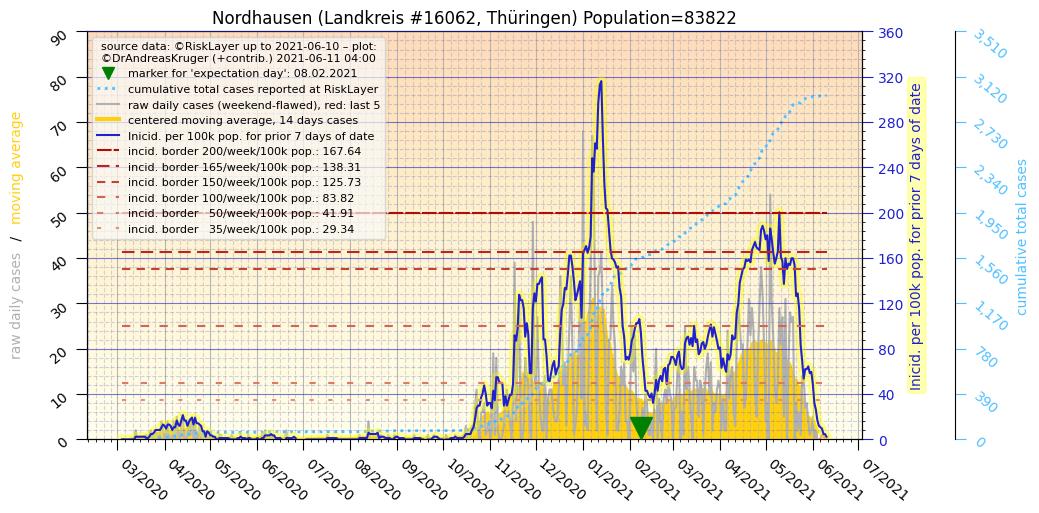 Nordhausen (Landkreis #16062, Thüringen) Population=83822
source data: ©RiskLayer up to 2021-06-10 – plot:
©DrAndreasKruger (+contrib.) 2021-06-11 04:00
marker for 'expectation day': 08.02.2021
cumulative total cases reported at RiskLayer
raw daily cases (weekend-flawed), red: last 5
centered moving average, 14 days cases
Inicid. per 100k pop. for prior 7 days of date
incid. border 200/week/100k pop.: 167.64
incid. border 165/week/100k pop.: 138.31
incid. border 150/week/100k pop.: 125.73
incid. border 100/week/100k pop.: 83.82
incid. border   50/week/100k pop.: 41.91
incid. border   35/week/100k pop.: 29.34
raw daily cases / moving average
90
80
70
60
50
40
30
20
10
0
360
320
280
240
200
160
120
80
40
0
Inicid. per 100k pop. for prior 7 days of date
3,510
3,120
2,730
2,340
1,950
1,560
1,170
780
390
0
cumulative total cases
03/2020
04/2020
05/2020
06/2020
07/2020
08/2020
09/2020
10/2020
11/2020
12/2020
01/2021
02/2021
03/2021
04/2021
05/2021
06/2021
07/2021